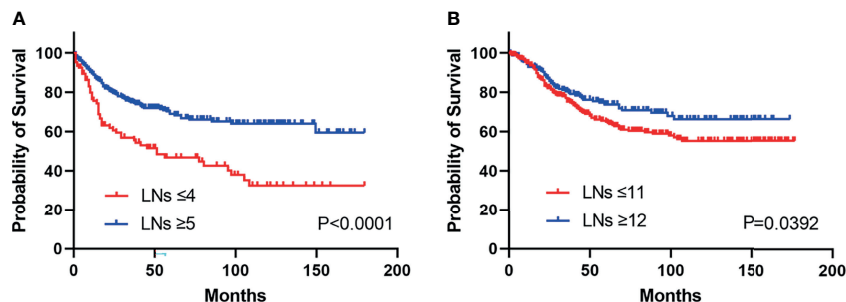 A
Probability of Survival
100
80
60
40
20
0
0 50 100 150 200
Months
LNs ≤4
LNs ≥5
P<0.0001
B
Probability of Survival
100
80
60
40
20
0
0 50 100 150 200
Months
LNs ≤11
LNs ≥12
P=0.0392